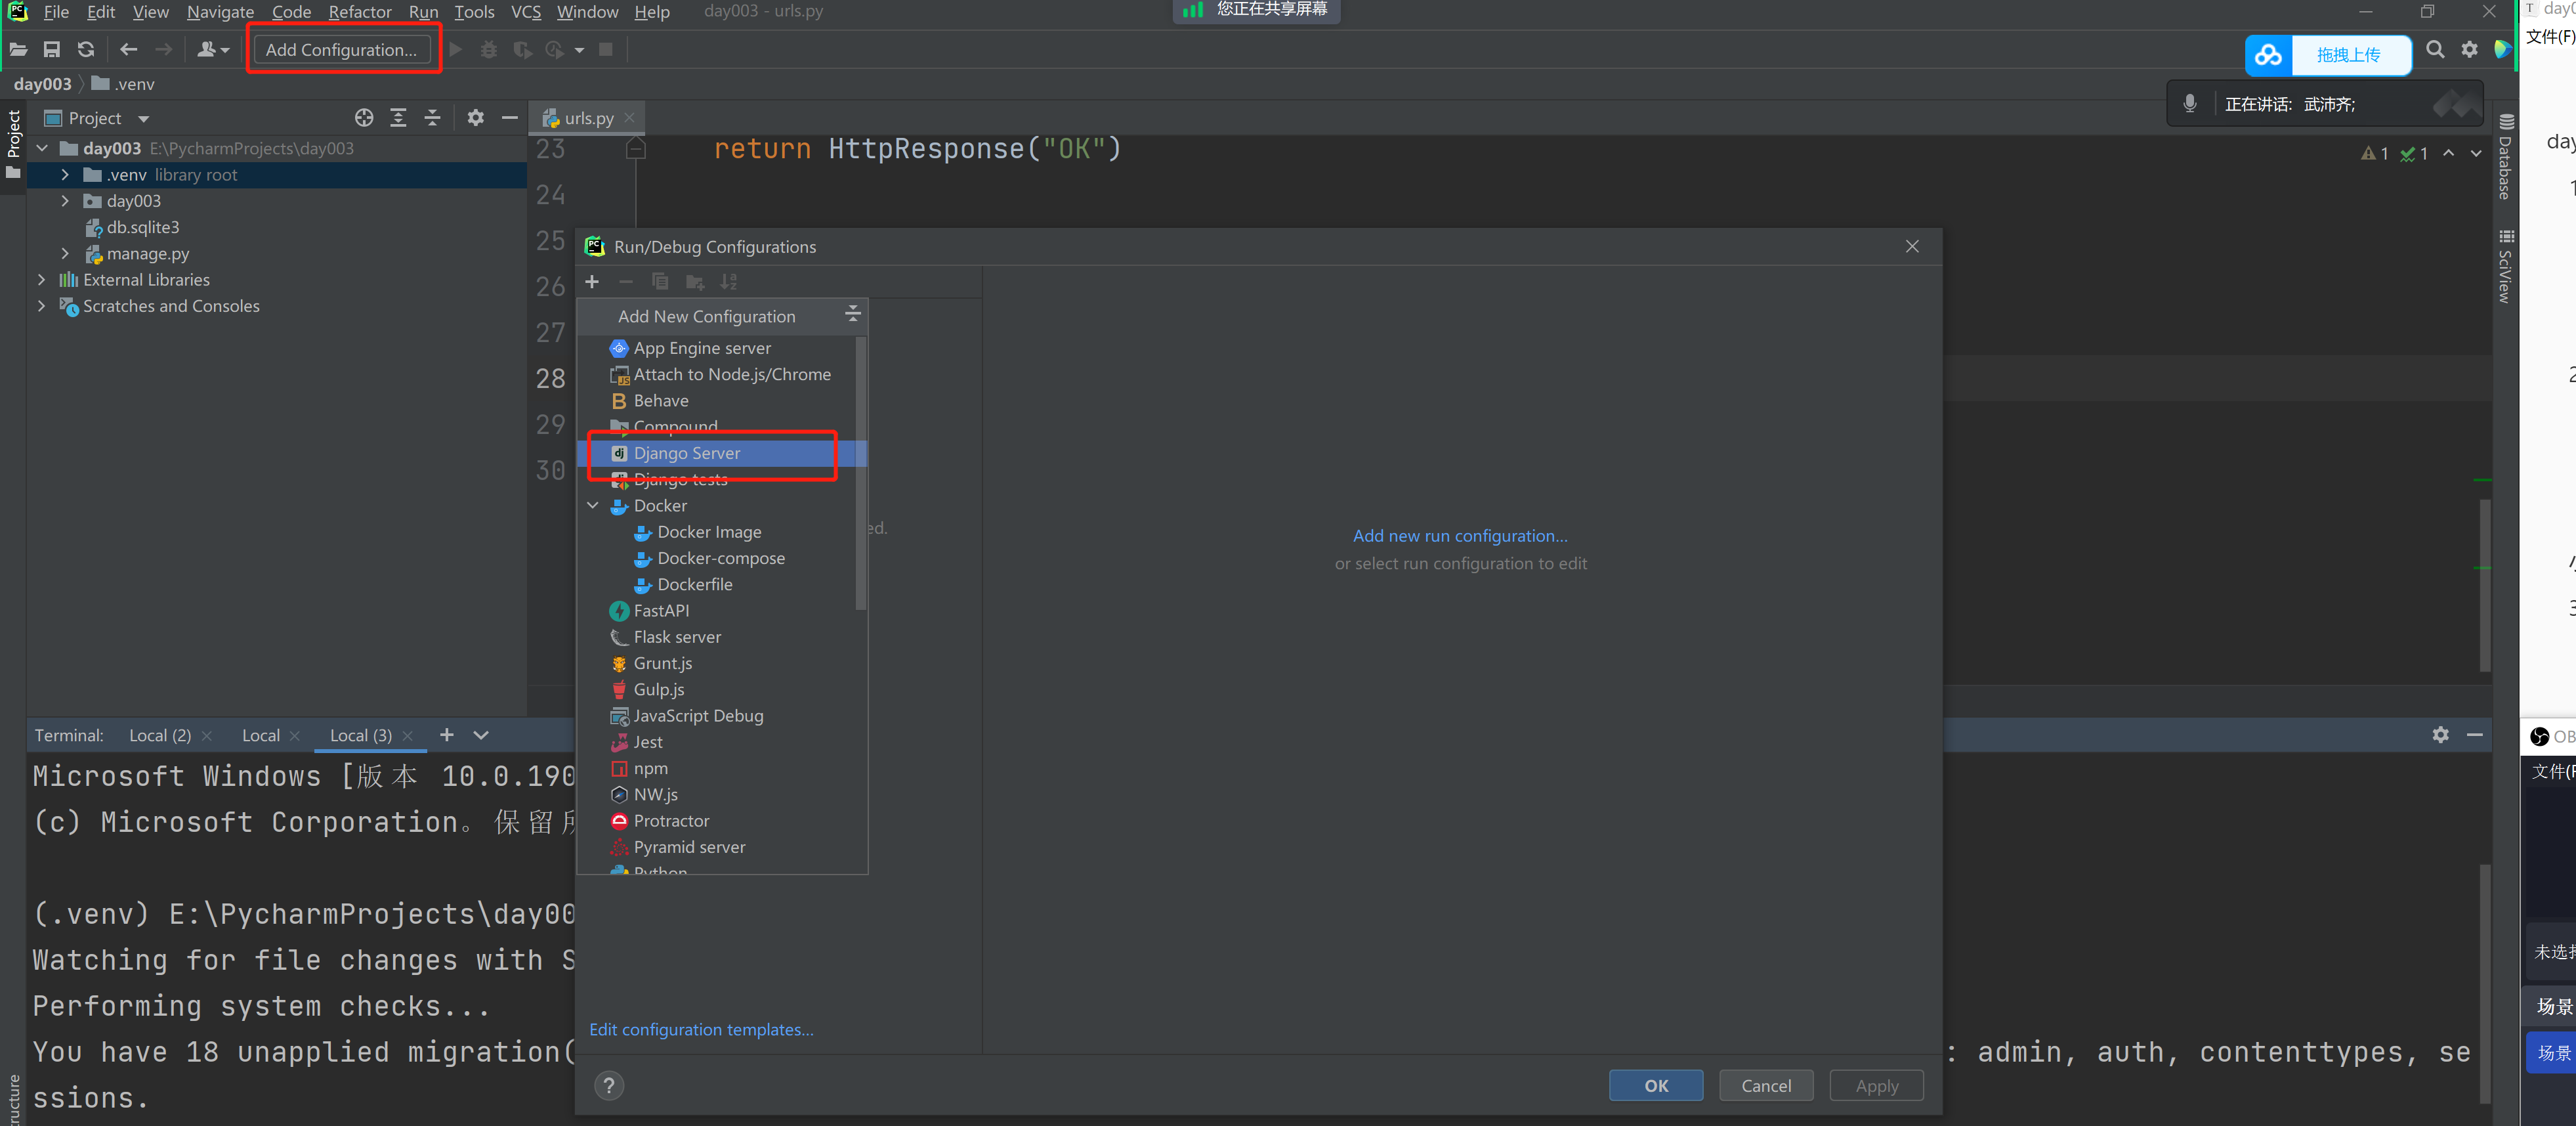 File Edit View Navigate Code Refactor Run Tools VCS Window Help day003 - urls.py
您正在共享屏幕
Add Configuration...
拖拽上传
文件(F)
day003 .venv
正在讲话: 武沛齐;
Project
Project
urls.py
day003 E:\PycharmProjects\day003
.venv library root
day003
db.sqlite3
manage.py
External Libraries
Scratches and Consoles
23 return HttpResponse("OK")
24
25
26
27
28
29
30
1 1
Database
SciView
Run/Debug Configurations
Add New Configuration
App Engine server
Attach to Node.js/Chrome
Behave
Compound
Django Server
Django tests
Docker
Docker Image
Docker-compose
Dockerfile
FastAPI
Flask server
Grunt.js
Gulp.js
JavaScript Debug
Jest
npm
NW.js
Protractor
Pyramid server
Python
ed.
Add new run configuration...
or select run configuration to edit
Edit configuration templates...
? OK Cancel Apply
Terminal: Local (2) Local Local (3)
Microsoft Windows [版本 10.0.190
(c) Microsoft Corporation。保留
(.venv) E:\PycharmProjects\day00
Watching for file changes with S
Performing system checks...
You have 18 unapplied migration( : admin, auth, contenttypes, se
ssions.
ructure
day
1
2
3
OB
文件(F
未选择
场景
场景